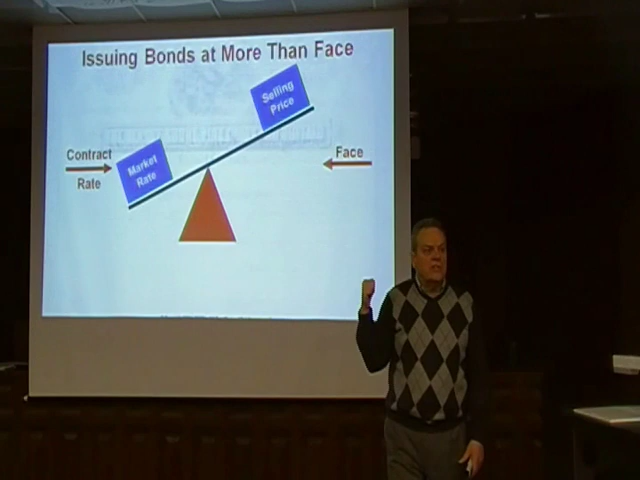 Issuing Bonds at More Than Face
Selling
Price
Contract
Rate
Market
Rate
Face